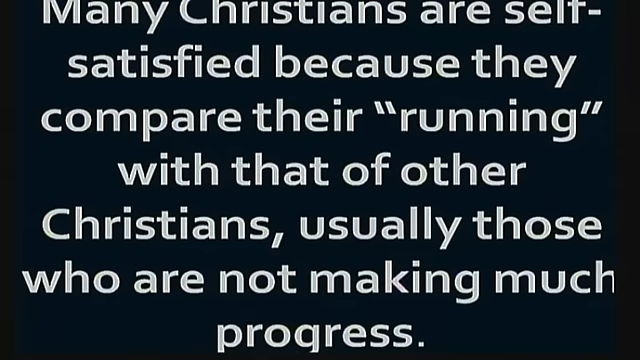 Many Christians are self-
satisfied because they
compare their “running”
with that of other
Christians, usually those
who are not making much
progress.